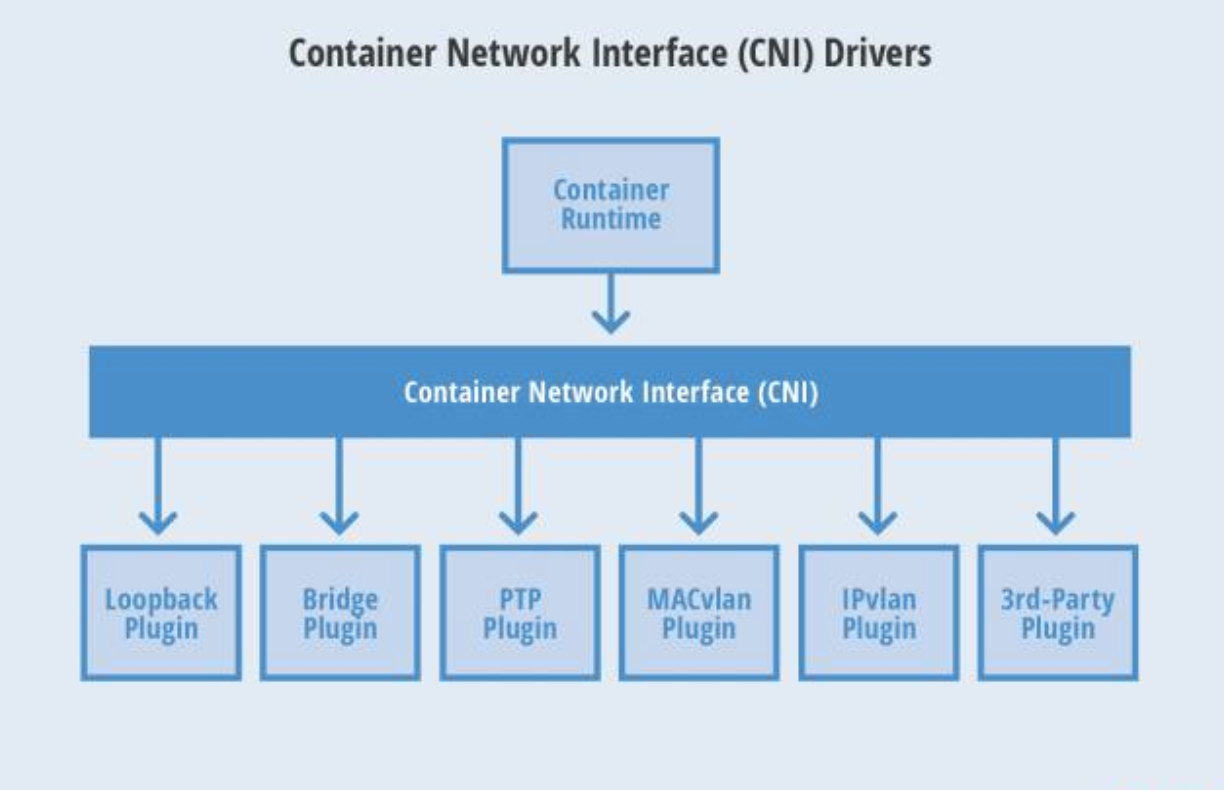 Container Network Interface (CNI) Drivers
Container
Runtime
Container Network Interface (CNI)
Loopback
Plugin
Bridge
Plugin
PTP
Plugin
MACvlan
Plugin
IPvlan
Plugin
3rd-Party
Plugin